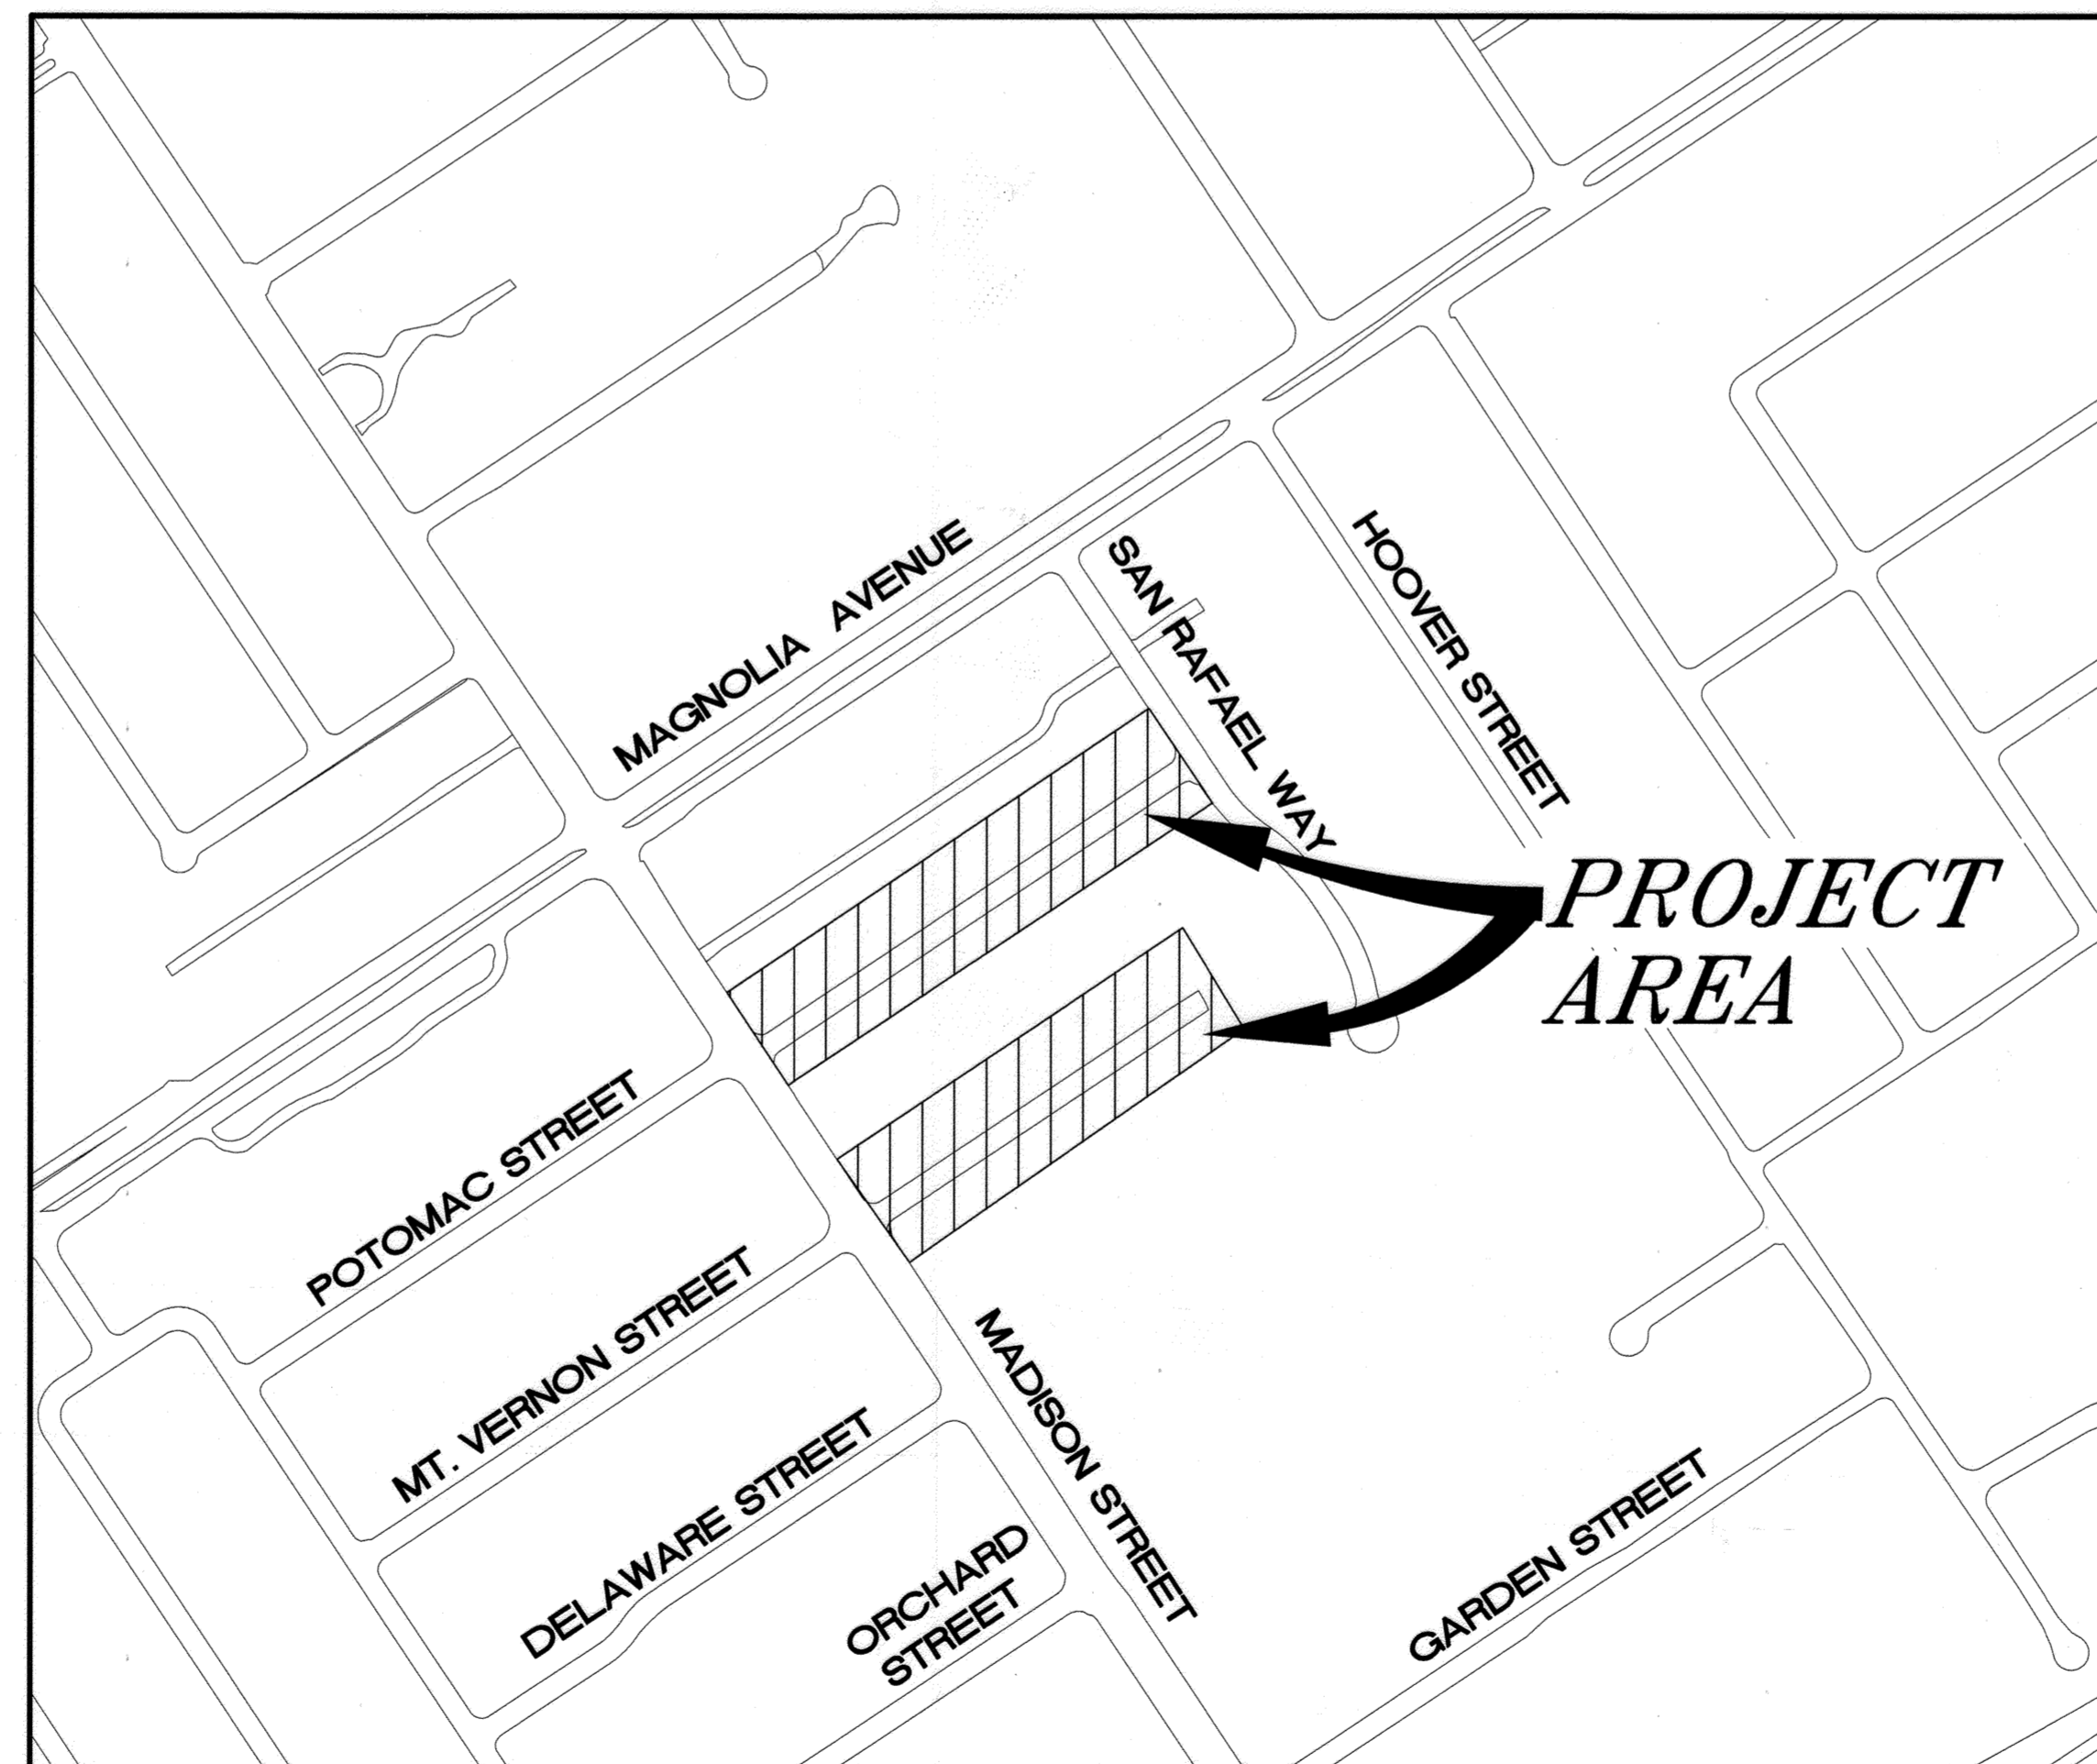 MAGNOLIA AVENUE
SAN RAFAEL WAY
HOOVER STREET
PROJECT
AREA
POTOMAC STREET
MT. VERNON STREET
DELAWARE STREET
ORCHARD
STREET
MADISON STREET
GARDEN STREET